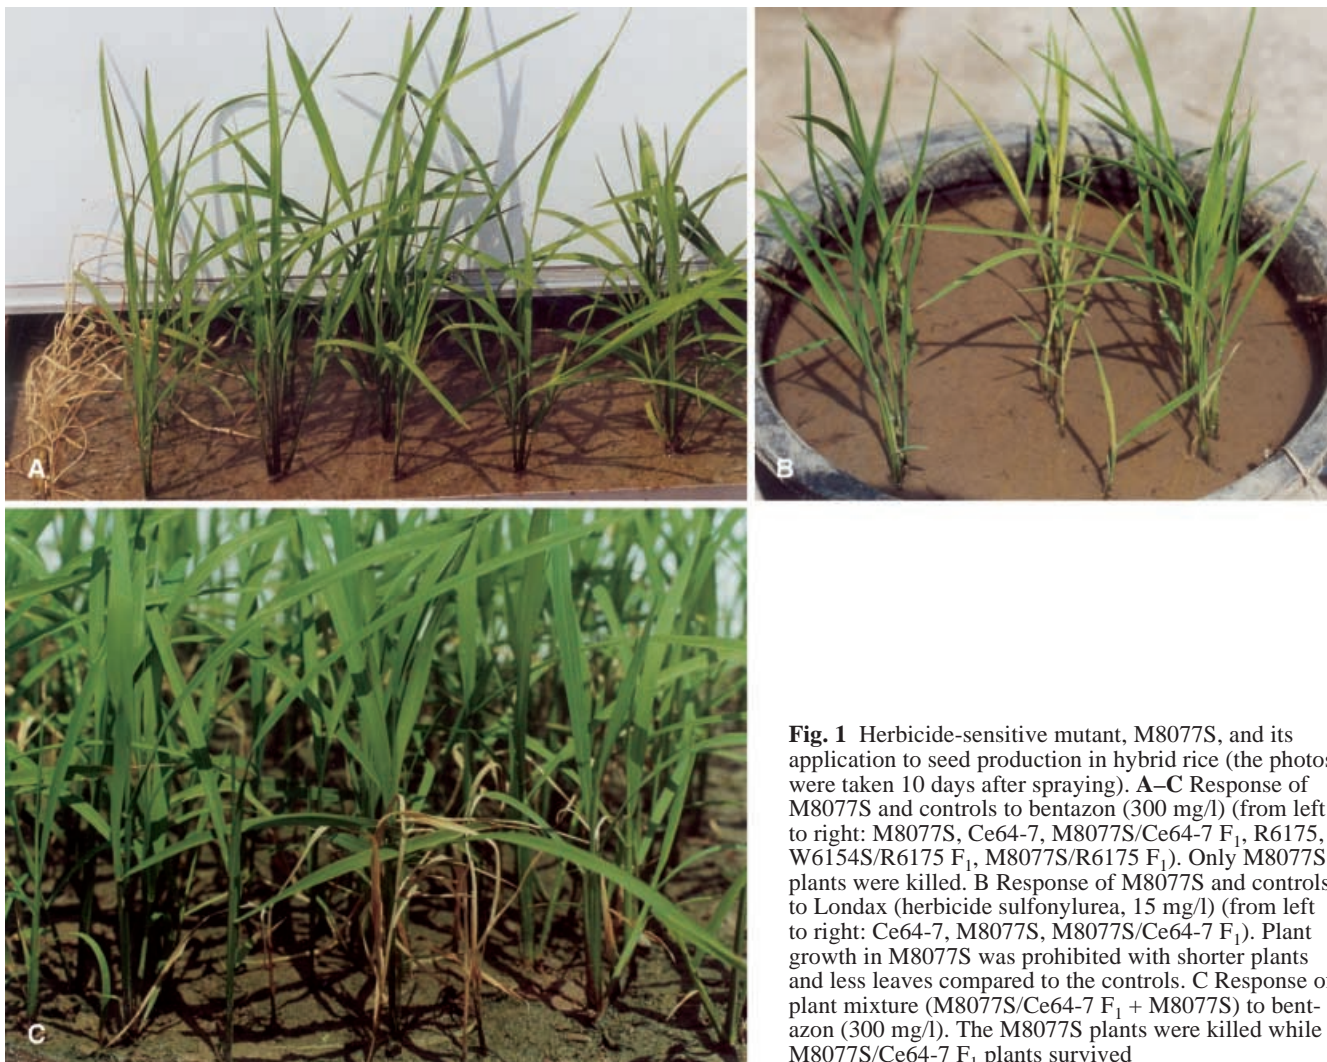 A
B
C
Fig. 1 Herbicide-sensitive mutant, M8077S, and its
application to seed production in hybrid rice (the photos
were taken 10 days after spraying). A–C Response of
M8077S and controls to bentazon (300 mg/l) (from left
to right: M8077S, Ce64-7, M8077S/Ce64-7 F1, R6175,
W6154S/R6175 F1, M8077S/R6175 F1). Only M8077S
plants were killed. B Response of M8077S and controls
to Londax (herbicide sulfonylurea, 15 mg/l) (from left
to right: Ce64-7, M8077S, M8077S/Ce64-7 F1). Plant
growth in M8077S was prohibited with shorter plants
and less leaves compared to the controls. C Response of
plant mixture (M8077S/Ce64-7 F1 + M8077S) to bent-
azon (300 mg/l). The M8077S plants were killed while
M8077S/Ce64-7 F1 plants survived